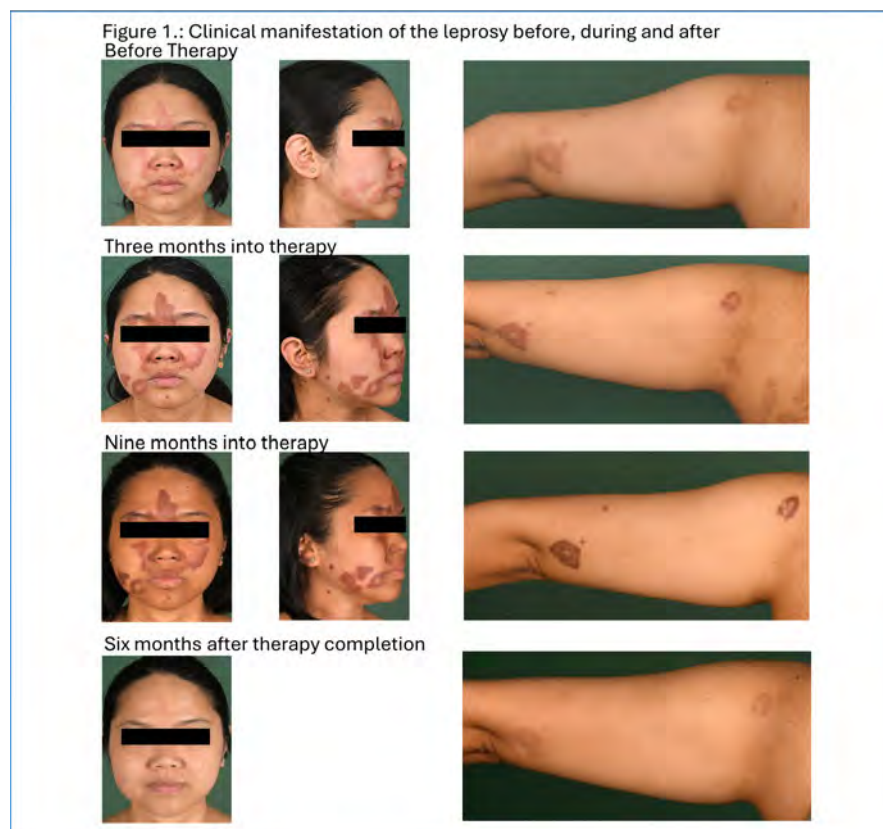 Figure 1.: Clinical manifestation of the leprosy before, during and after
Before Therapy
Three months into therapy
Nine months into therapy
Six months after therapy completion